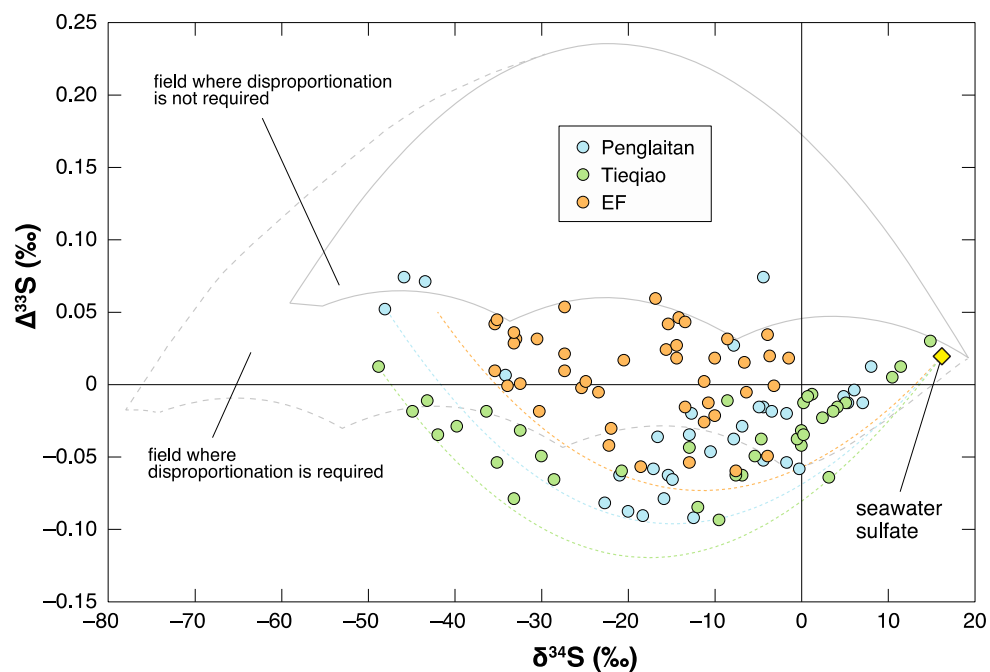 0.25
0.20
0.15
0.10
0.05
0
−0.05
−0.10
−0.15
Δ³³S (‰)
field where disproportionation
is not required
Penglaitan
Tieqiao
EF
field where
disproportionation is required
seawater
sulfate
−80 −70 −60 −50 −40 −30 −20 −10 0 10 20
δ³⁴S (‰)